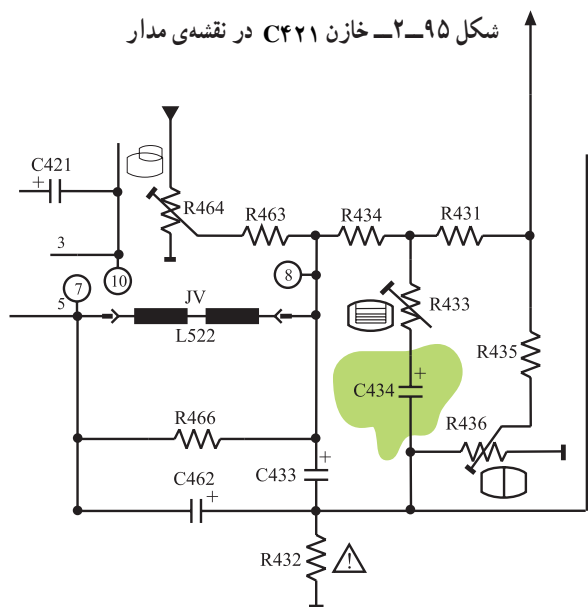 شکل ۹۵ــ۲ــ خازن C۴۲۱ در نقشه‌ی مدار
C421
+
R464
R463
R434
R431
3
10
8
7
5
JV
L522
R433
R435
+
C434
R436
R466
C462
+
C433
+
R432
!